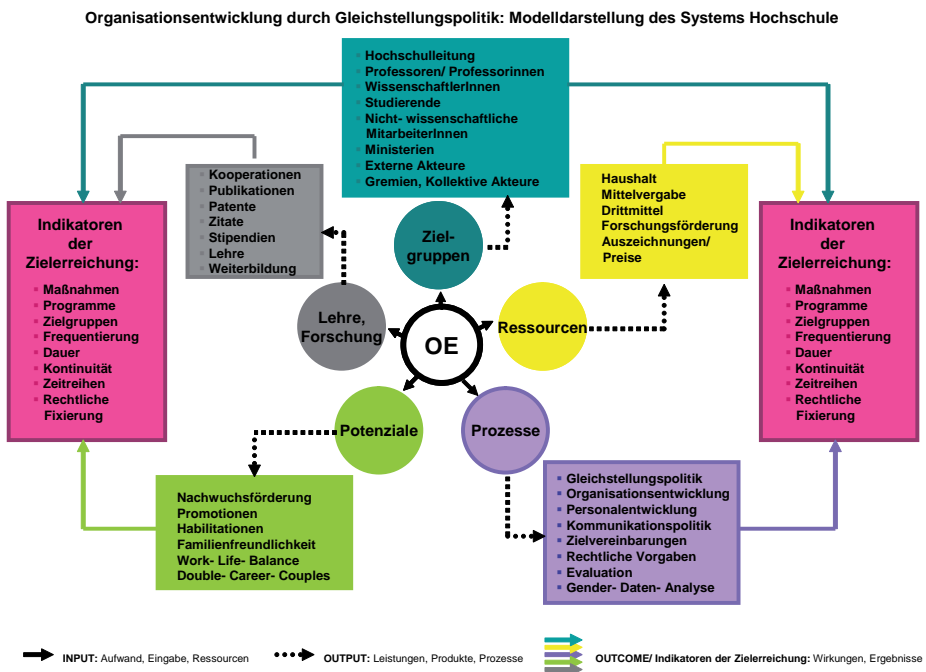 Organisationsentwicklung durch Gleichstellungspolitik: Modelldarstellung des Systems Hochschule
Hochschulleitung
Professoren/ Professorinnen
WissenschaftlerInnen
Studierende
Nicht- wissenschaftliche
MitarbeiterInnen
Ministerien
Externe Akteure
Gremien, Kollektive Akteure
Kooperationen
Publikationen
Patente
Zitate
Stipendien
Lehre
Weiterbildung
Haushalt
Mittelvergabe
Drittmittel
Forschungsförderung
Auszeichnungen/
Preise
Indikatoren
der
Zielerreichung:
Maßnahmen
Programme
Zielgruppen
Frequentierung
Dauer
Kontinuität
Zeitreihen
Rechtliche
Fixierung
Ziel-
gruppen
Lehre,
Forschung
OE
Ressourcen
Potenziale
Prozesse
Indikatoren
der
Zielerreichung:
Maßnahmen
Programme
Zielgruppen
Frequentierung
Dauer
Kontinuität
Zeitreihen
Rechtliche
Fixierung
Nachwuchsförderung
Promotionen
Habilitationen
Familienfreundlichkeit
Work- Life- Balance
Double- Career- Couples
Gleichstellungspolitik
Organisationsentwicklung
Personalentwicklung
Kommunikationspolitik
Zielvereinbarungen
Rechtliche Vorgaben
Evaluation
Gender- Daten- Analyse
INPUT: Aufwand, Eingabe, Ressourcen
OUTPUT: Leistungen, Produkte, Prozesse
OUTCOME/ Indikatoren der Zielerreichung: Wirkungen, Ergebnisse